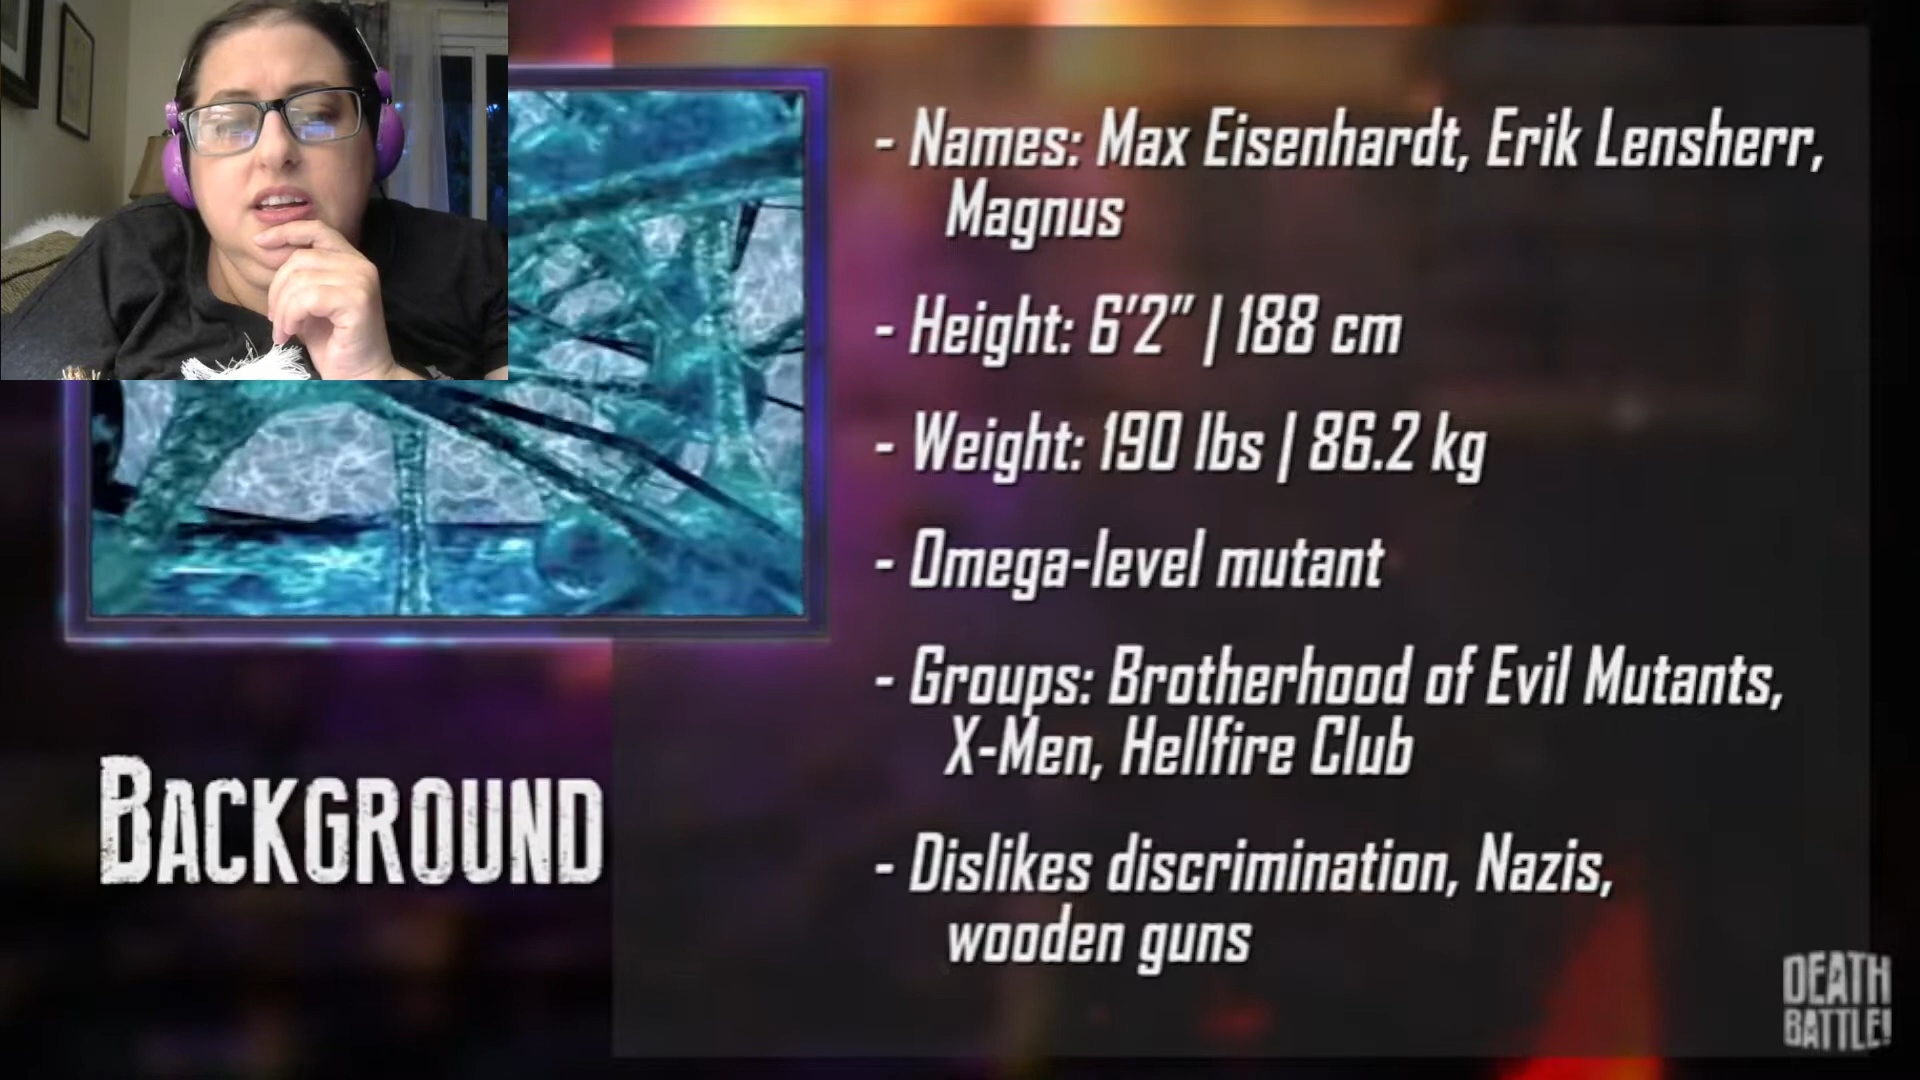 - Names: Max Eisenhardt, Erik Lensherr,
Magnus
- Height: 6'2" | 188 cm
- Weight: 190 lbs | 86.2 kg
- Omega-level mutant
- Groups: Brotherhood of Evil Mutants,
X-Men, Hellfire Club
- Dislikes discrimination, Nazis,
wooden guns
BACKGROUND
DEATH
BATTLE!